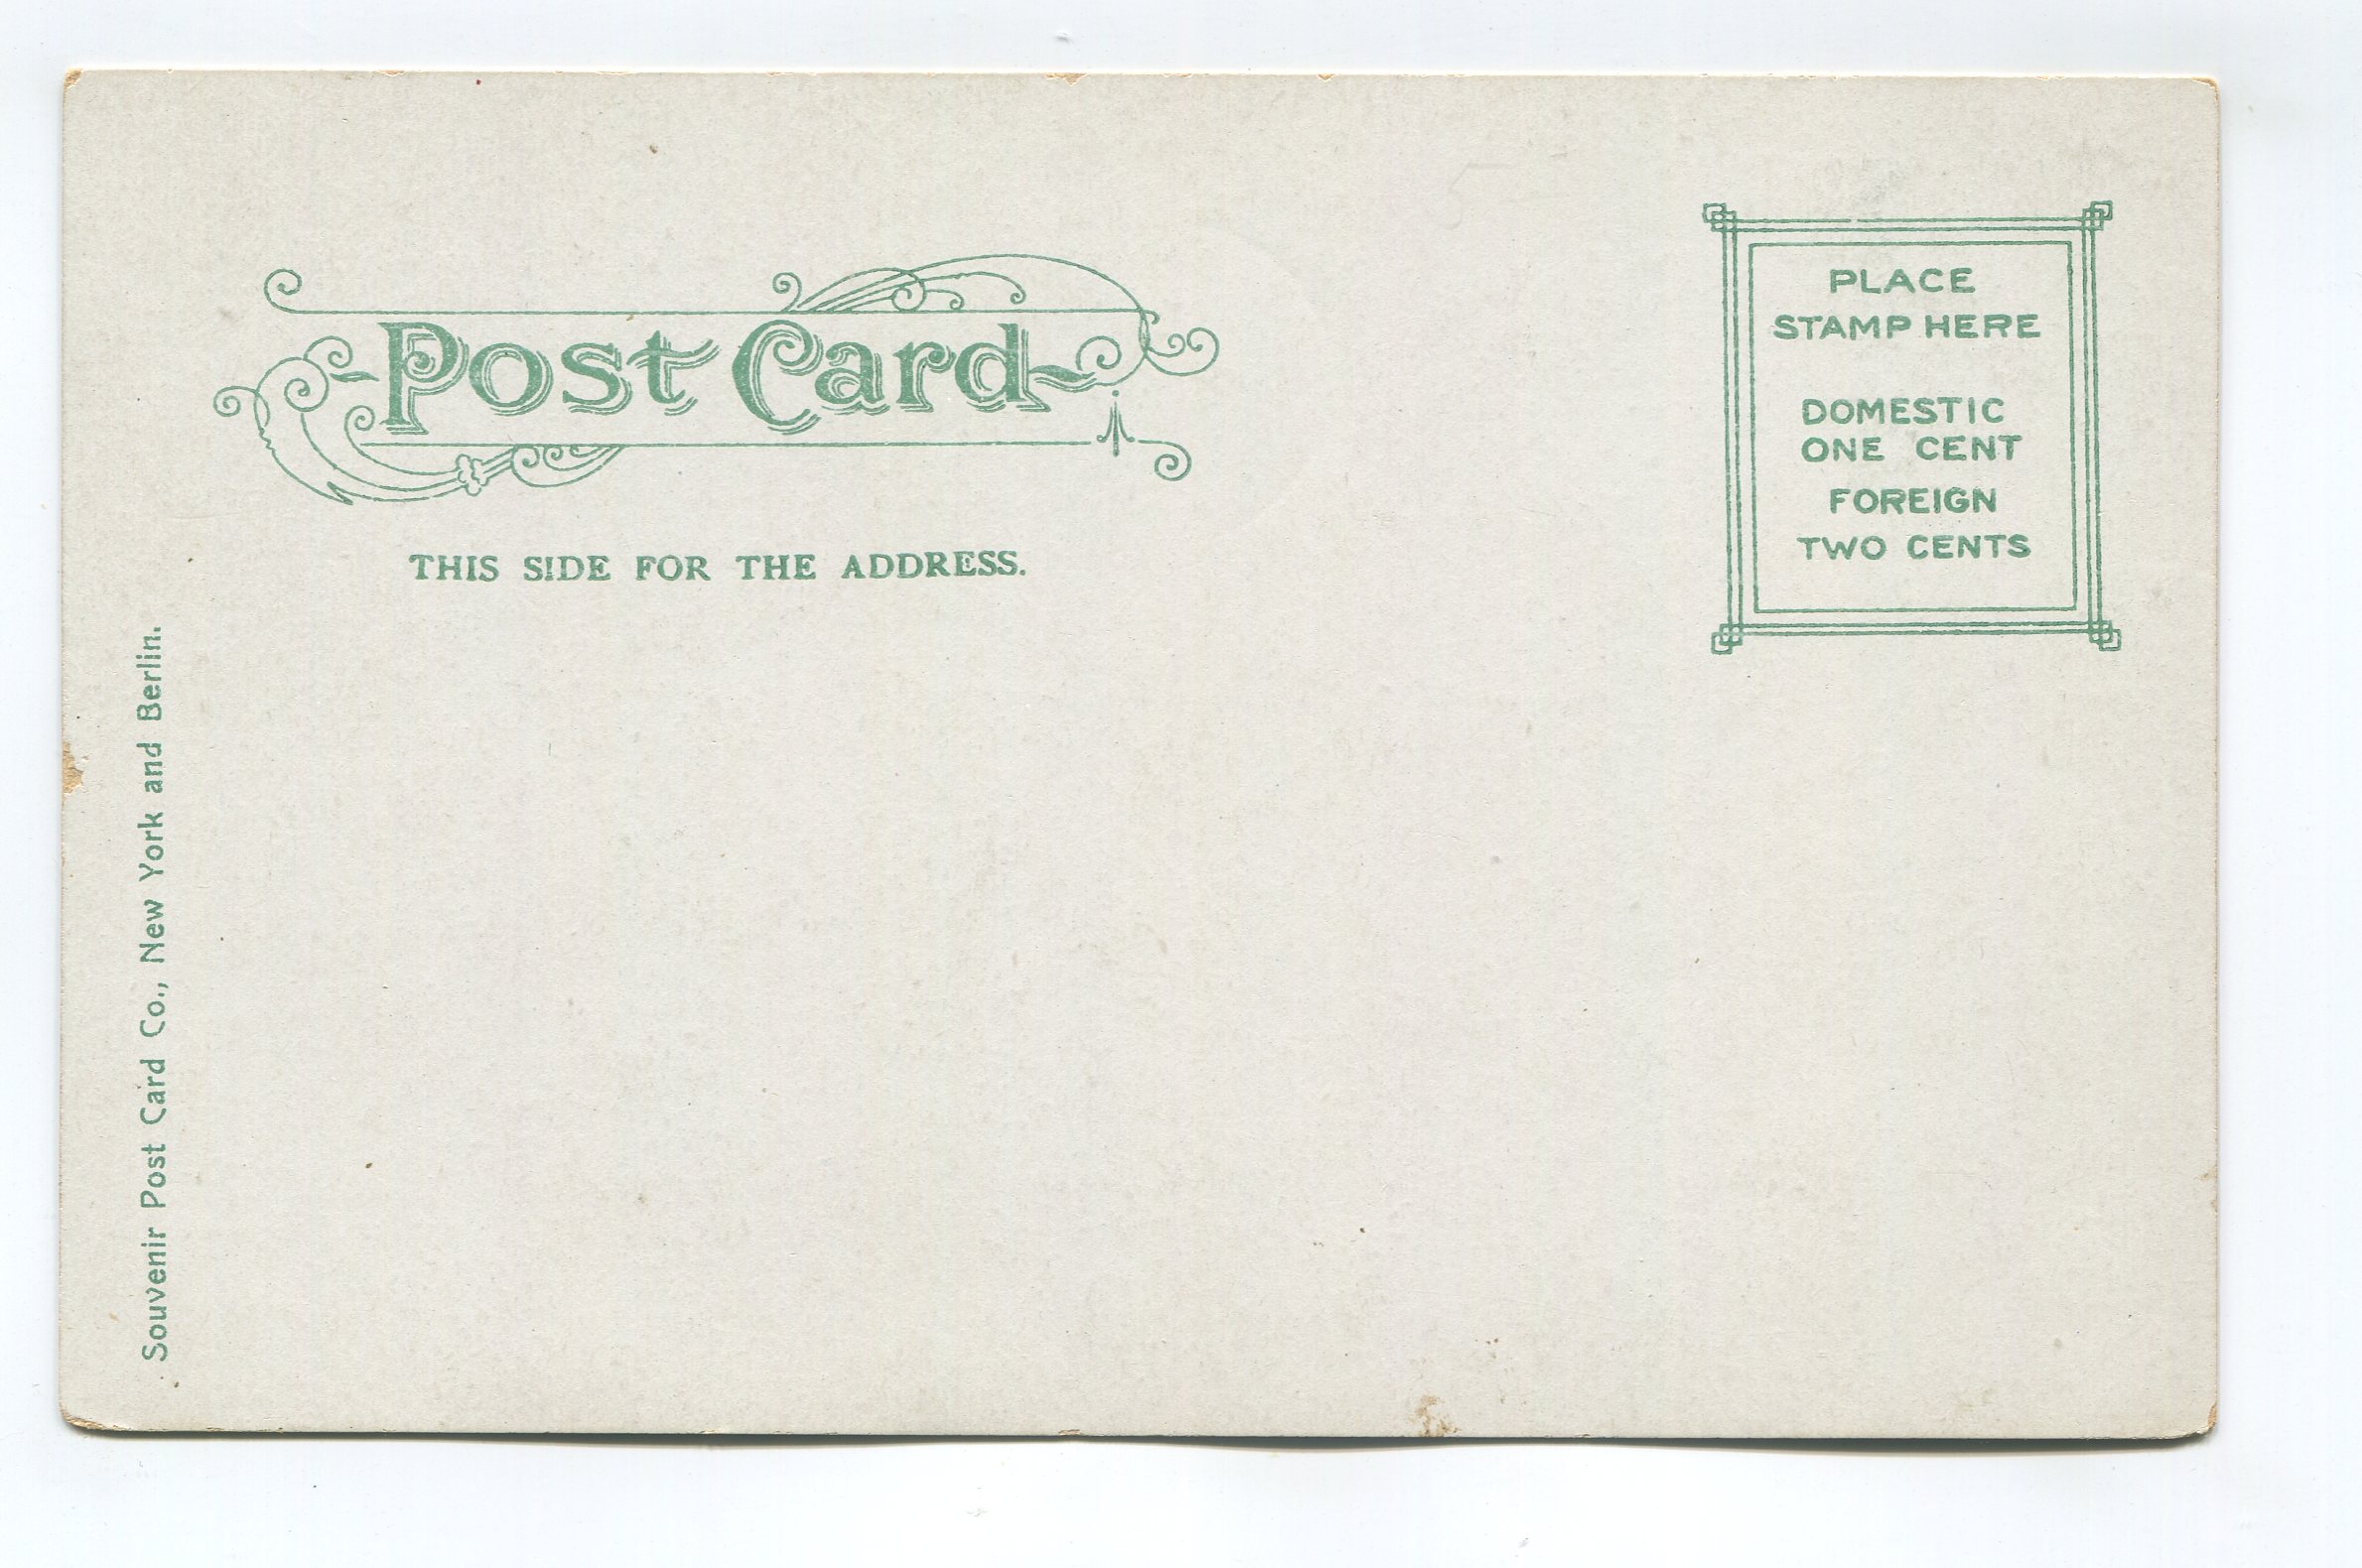 Post Card
THIS SIDE FOR THE ADDRESS.
PLACE
STAMP HERE
DOMESTIC
ONE CENT
FOREIGN
TWO CENTS
Souvenir Post Card Co., New York and Berlin.